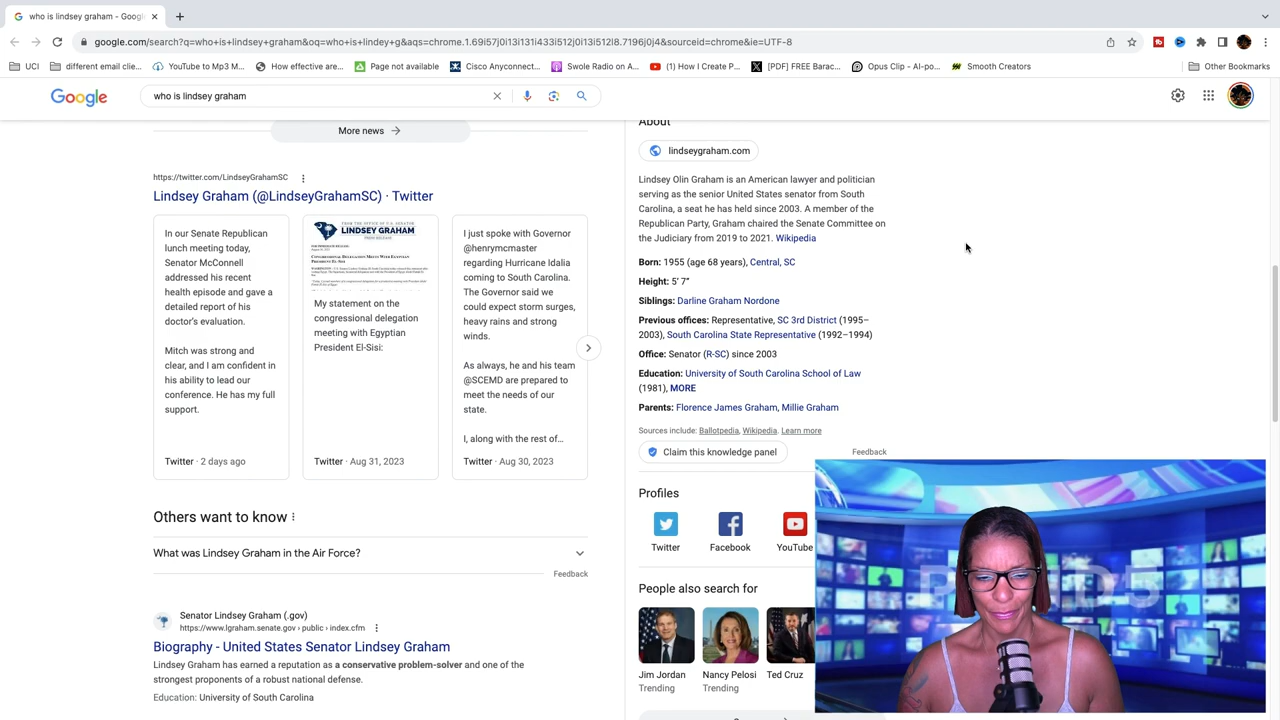 who is lindsey graham - Googl
google.com/search?q=who+is+lindsey+graham&oq=who+is+lindey+g&aqs=chrome.1.69i57j0i13i131i433i512j0i13i512l8.7196j0j4&sourceid=chrome&ie=UTF-8
UCI different email clie... YouTube to Mp3 M... How effective are... Page not available Cisco Anyconnect... Swole Radio on A... (1) How I Create P... [PDF] FREE Barac... Opus Clip - AI-po... Smooth Creators Other Bookmarks
Google
who is lindsey graham
More news
https://twitter.com/LindseyGrahamSC
Lindsey Graham (@LindseyGrahamSC) · Twitter
In our Senate Republican
lunch meeting today,
Senator McConnell
addressed his recent
health episode and gave a
detailed report of his
doctor's evaluation.
Mitch was strong and
clear, and I am confident in
his ability to lead our
conference. He has my full
support.
Twitter · 2 days ago
LINDSEY GRAHAM
My statement on the
congressional delegation
meeting with Egyptian
President El-Sisi:
Twitter · Aug 31, 2023
I just spoke with Governor
@henrymcmaster
regarding Hurricane Idalia
coming to South Carolina.
The Governor said we
could expect storm surges,
heavy rains and strong
winds.
As always, he and his team
@SCEMD are prepared to
meet the needs of our
state.
I, along with the rest of...
Twitter · Aug 30, 2023
Others want to know
What was Lindsey Graham in the Air Force?
Feedback
Senator Lindsey Graham (.gov)
https://www.lgraham.senate.gov › public › index.cfm
Biography - United States Senator Lindsey Graham
Lindsey Graham has earned a reputation as a conservative problem-solver and one of the
strongest proponents of a robust national defense.
Education: University of South Carolina
About
lindseygraham.com
Lindsey Olin Graham is an American lawyer and politician
serving as the senior United States senator from South
Carolina, a seat he has held since 2003. A member of the
Republican Party, Graham chaired the Senate Committee on
the Judiciary from 2019 to 2021. Wikipedia
Born: 1955 (age 68 years), Central, SC
Height: 5' 7"
Siblings: Darline Graham Nordone
Previous offices: Representative, SC 3rd District (1995–
2003), South Carolina State Representative (1992–1994)
Office: Senator (R-SC) since 2003
Education: University of South Carolina School of Law
(1981), MORE
Parents: Florence James Graham, Millie Graham
Sources include: Ballotpedia, Wikipedia. Learn more
Claim this knowledge panel
Feedback
Profiles
Twitter Facebook YouTube
People also search for
Jim Jordan Nancy Pelosi Ted Cruz
Trending Trending